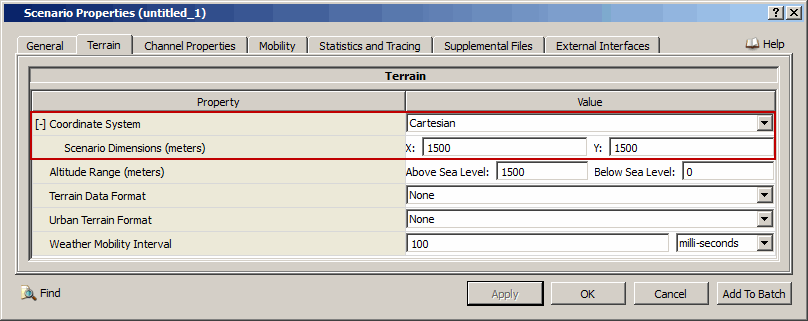 Scenario Properties (untitled_1)
General Terrain Channel Properties Mobility Statistics and Tracing Supplemental Files External Interfaces Help
Terrain
Property Value
[-] Coordinate System Cartesian
Scenario Dimensions (meters) X: 1500 Y: 1500
Altitude Range (meters) Above Sea Level: 1500 Below Sea Level: 0
Terrain Data Format None
Urban Terrain Format None
Weather Mobility Interval 100 milli-seconds
Find Apply OK Cancel Add To Batch